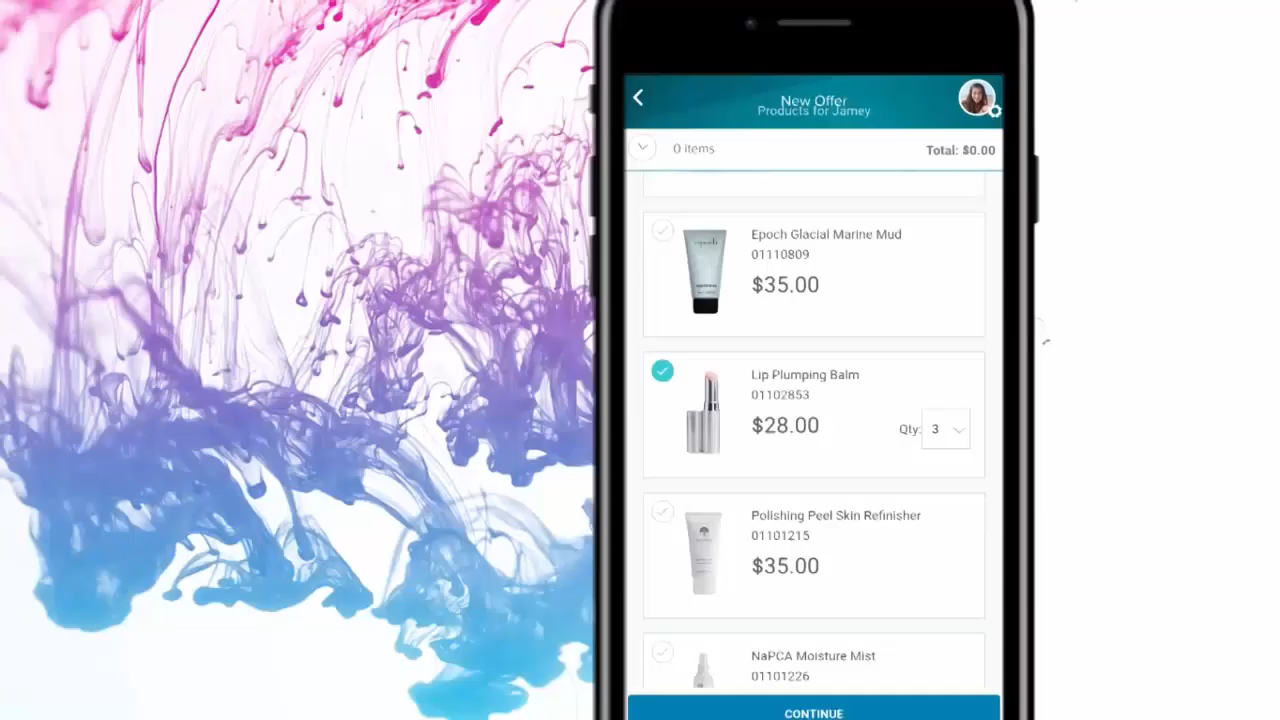 New Offer
Products for Jamey
0 items
Total: $0.00
Epoch Glacial Marine Mud
01110809
$35.00
epoch
Lip Plumping Balm
01102853
$28.00
Qty: 3
Polishing Peel Skin Refinisher
01101215
$35.00
NaPCA Moisture Mist
01101226
CONTINUE